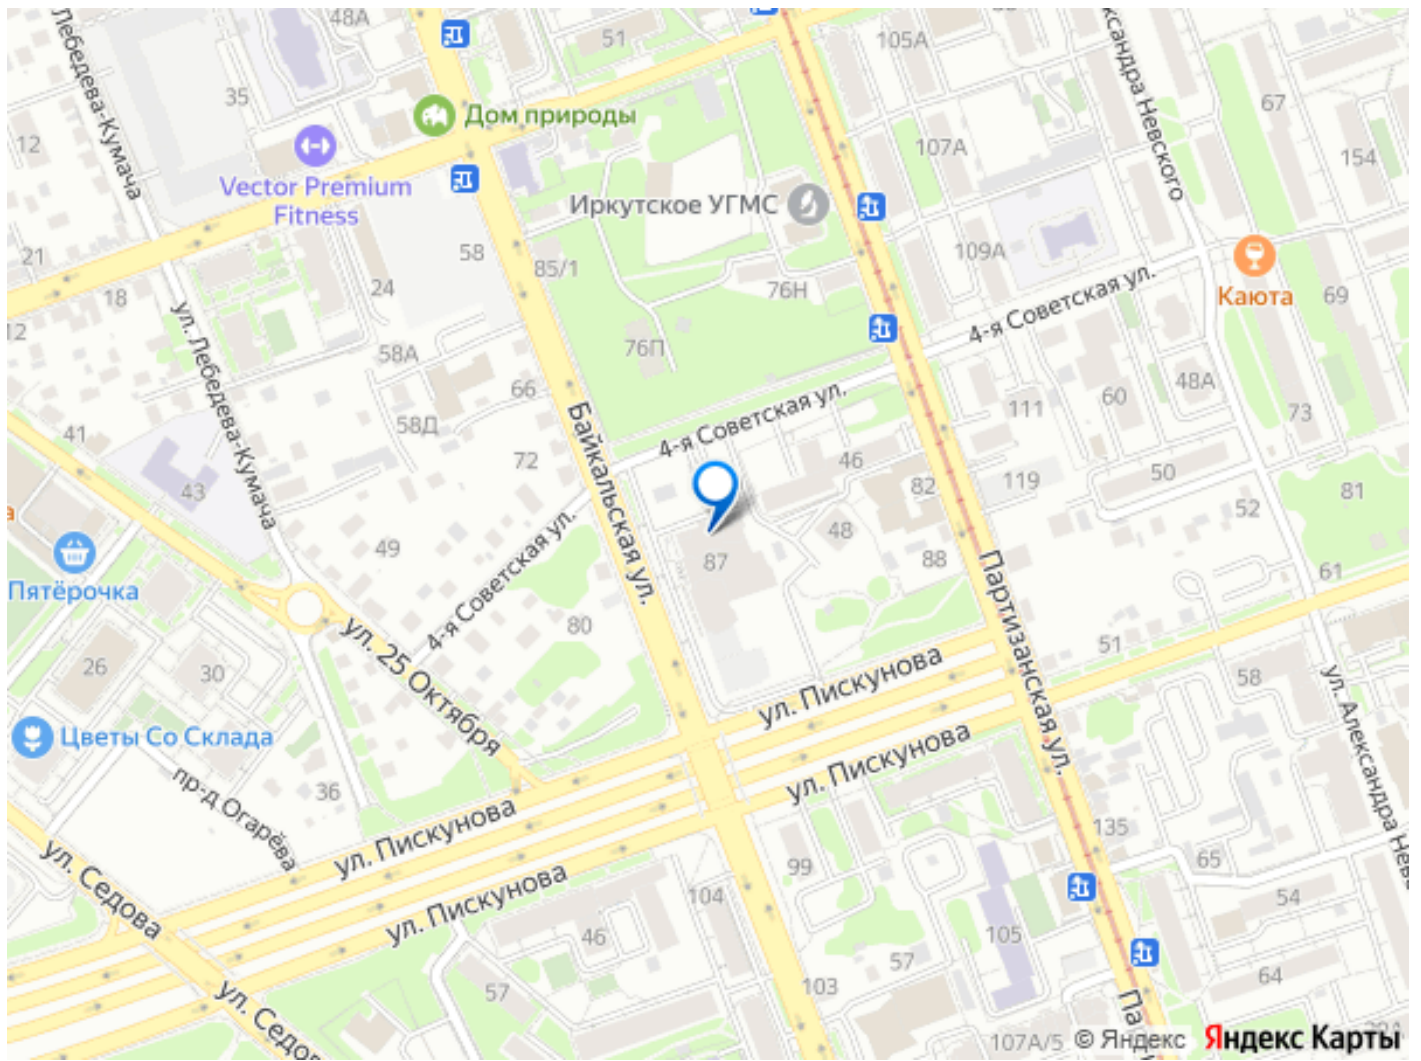 48А
51
105А
ул. Лебедева-Кумача
35
Дом природы
67
12
107А
154
Vector Premium
Fitness
Иркутское УГМС
ександра Невского
21
58
85/1
109А
18
24
76Н
Каюта
69
12
ул. Лебедева-Кумача
58А
76П
4-я Советская ул.
66
48А
60
111
73
41
58Д
Байкальская ул.
4-я Советская ул.
72
46
50
43
82
119
81
52
а
49
4-я Советская ул.
87
48
88
Партизанская ул.
61
Пятёрочка
80
51
26
30
ул. 25 Октября
ул. Пискунова
58
ул. Александра Нев
Цветы Со Склада
ул. Пискунова
36
пр-д Огарёва
ул. Пискунова
135
ул. Седова
99
65
ул. Пискунова
104
54
46
105
57
64
57
103
ул. Седов
Па
107А/5
© Яндекс Яндекс Карты